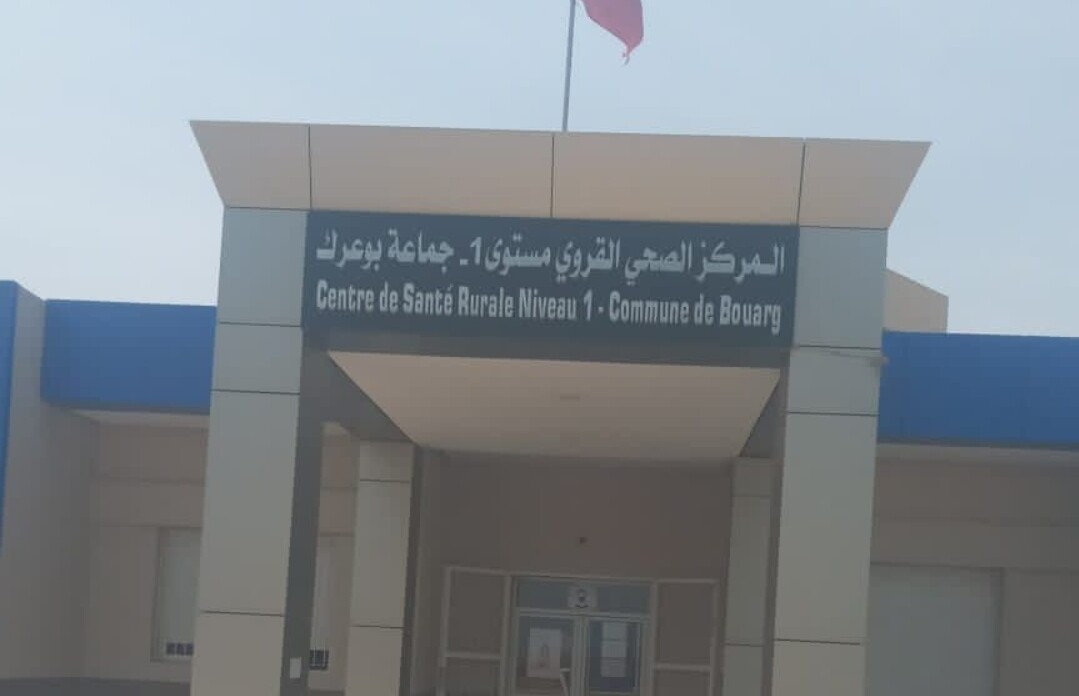 المركز الصحي القروي مستوى 1 - جماعة بوعرك
Centre de Santé Rurale Niveau 1 - Commune de Bouarg